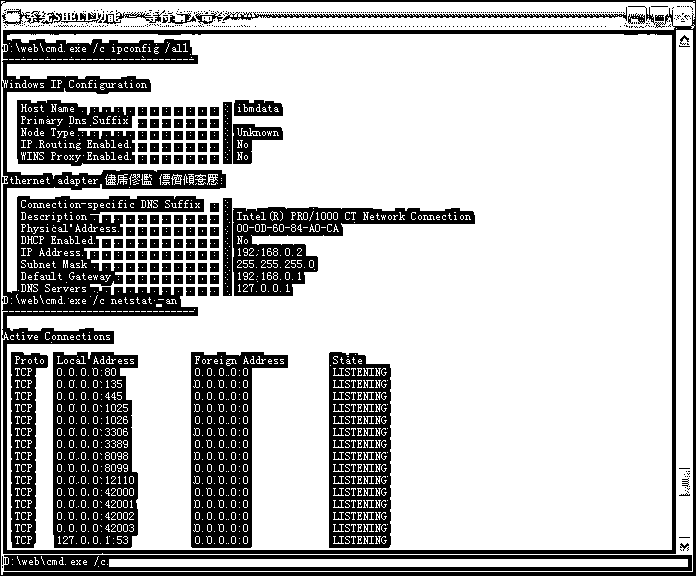 SHELL功能
D:\web\cmd.exe /c ipconfig /all
Windows IP Configuration
Host Name . . . . . . . . . . . . : ibmdata
Primary Dns Suffix . . . . . . . :
Node Type . . . . . . . . . . . . : Unknown
IP Routing Enabled. . . . . . . . : No
WINS Proxy Enabled. . . . . . . . : No
Ethernet adapter
Connection-specific DNS Suffix . :
Description . . . . . . . . . . . : Intel(R) PRO/1000 CT Network Connection
Physical Address. . . . . . . . . : 00-0D-60-84-A0-CA
DHCP Enabled. . . . . . . . . . . : No
IP Address. . . . . . . . . . . . : 192.168.0.2
Subnet Mask . . . . . . . . . . . : 255.255.255.0
Default Gateway . . . . . . . . . : 192.168.0.1
DNS Servers . . . . . . . . . . . : 127.0.0.1
D:\web\cmd.exe /c netstat -an
Active Connections
Proto Local Address Foreign Address State
TCP 0.0.0.0:80 0.0.0.0:0 LISTENING
TCP 0.0.0.0:135 0.0.0.0:0 LISTENING
TCP 0.0.0.0:445 0.0.0.0:0 LISTENING
TCP 0.0.0.0:1025 0.0.0.0:0 LISTENING
TCP 0.0.0.0:1026 0.0.0.0:0 LISTENING
TCP 0.0.0.0:3306 0.0.0.0:0 LISTENING
TCP 0.0.0.0:3389 0.0.0.0:0 LISTENING
TCP 0.0.0.0:8098 0.0.0.0:0 LISTENING
TCP 0.0.0.0:8099 0.0.0.0:0 LISTENING
TCP 0.0.0.0:12110 0.0.0.0:0 LISTENING
TCP 0.0.0.0:42000 0.0.0.0:0 LISTENING
TCP 0.0.0.0:42001 0.0.0.0:0 LISTENING
TCP 0.0.0.0:42002 0.0.0.0:0 LISTENING
TCP 0.0.0.0:42003 0.0.0.0:0 LISTENING
TCP 127.0.0.1:53 0.0.0.0:0 LISTENING
D:\web\cmd.exe /c